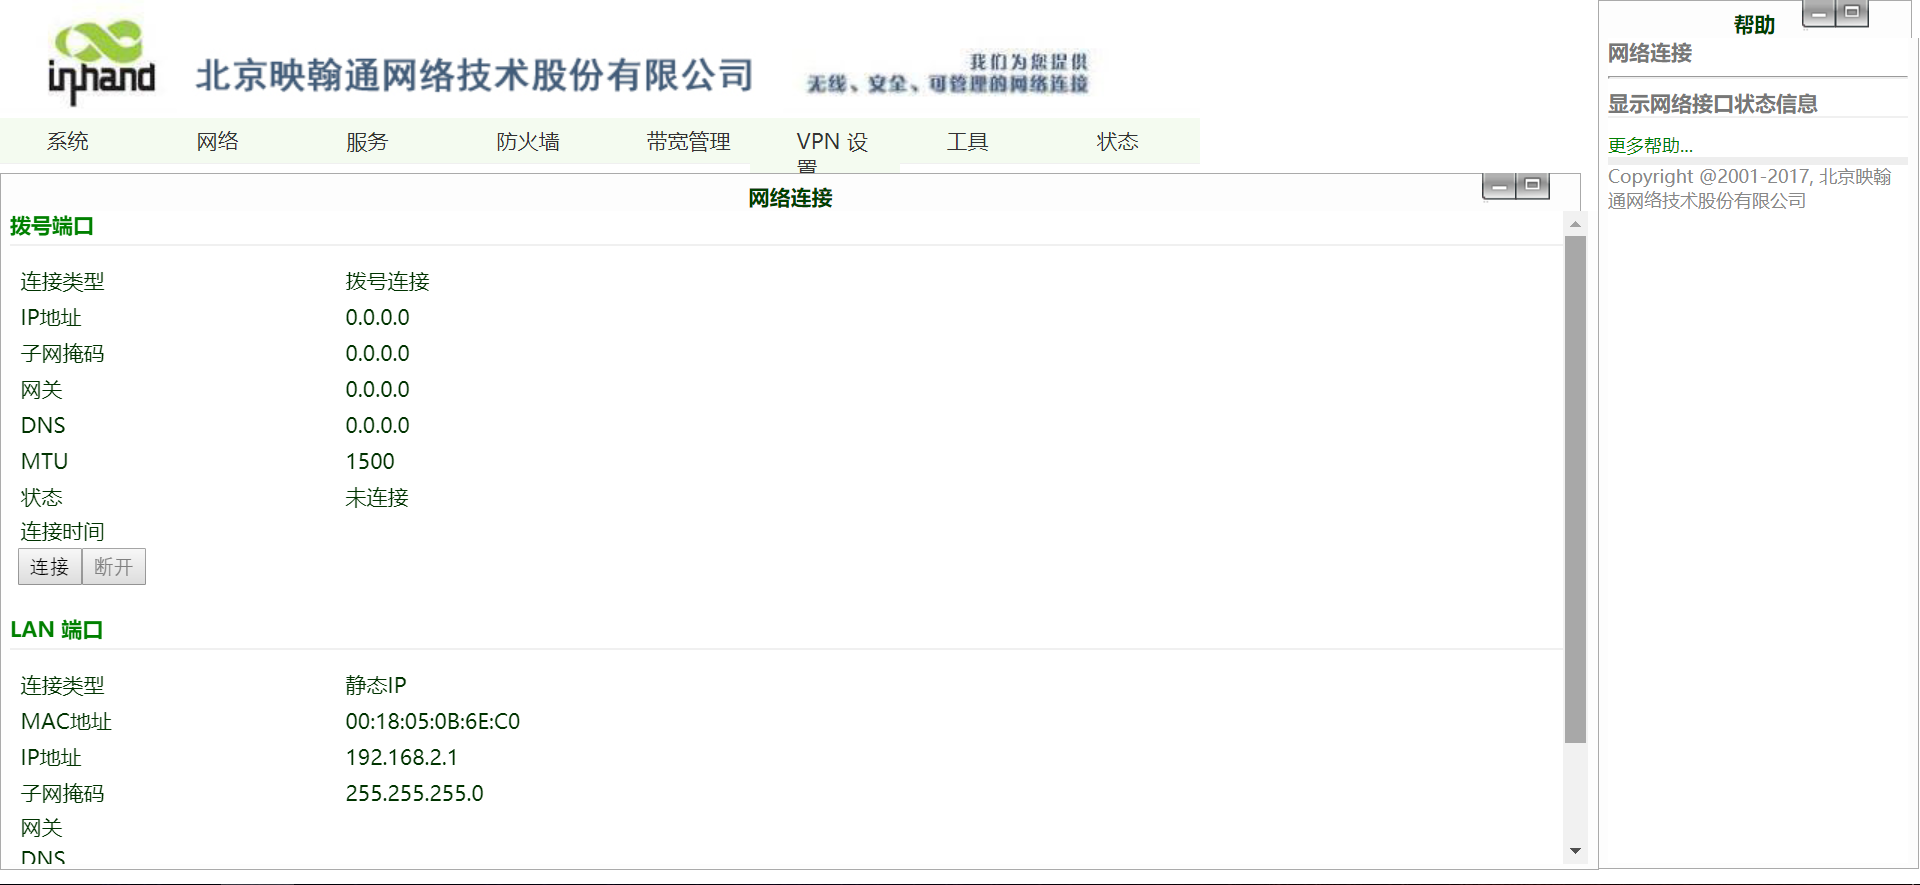 inhand
北京映翰通网络技术股份有限公司
我们为您提供
无线、安全、可管理的网络连接
系统 网络 服务 防火墙 带宽管理 VPN 设置 工具 状态
网络连接
拨号端口
连接类型 拨号连接
IP地址 0.0.0.0
子网掩码 0.0.0.0
网关 0.0.0.0
DNS 0.0.0.0
MTU 1500
状态 未连接
连接时间
连接 断开
LAN 端口
连接类型 静态IP
MAC地址 00:18:05:0B:6E:C0
IP地址 192.168.2.1
子网掩码 255.255.255.0
网关
DNS
帮助
网络连接
显示网络接口状态信息
更多帮助...
Copyright @2001-2017, 北京映翰
通网络技术股份有限公司